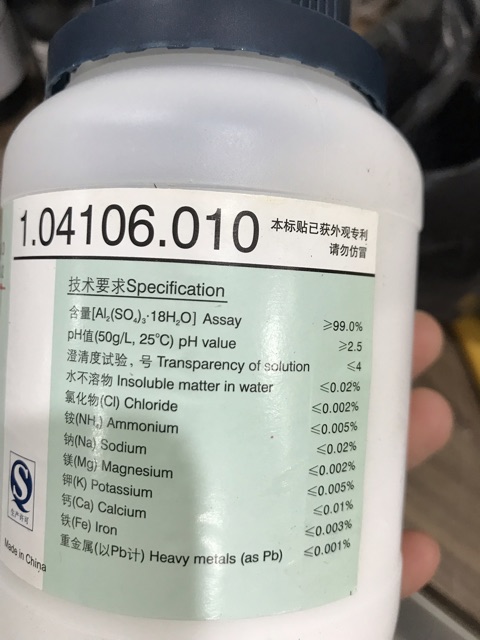 1.04106.010
本标贴已获外观专利
请勿仿冒
技术要求Specification
含量[Al₂(SO₄)₃·18H₂O] Assay ≥99.0%
pH值(50g/L, 25℃) pH value ≥2.5
澄清度试验，号 Transparency of solution ≤4
水不溶物 Insoluble matter in water ≤0.02%
氯化物(Cl) Chloride ≤0.002%
铵(NH₄) Ammonium ≤0.005%
钠(Na) Sodium ≤0.02%
镁(Mg) Magnesium ≤0.002%
钾(K) Potassium ≤0.005%
钙(Ca) Calcium ≤0.01%
铁(Fe) Iron ≤0.003%
重金属(以Pb计) Heavy metals (as Pb) ≤0.001%
生产许可
Made in China